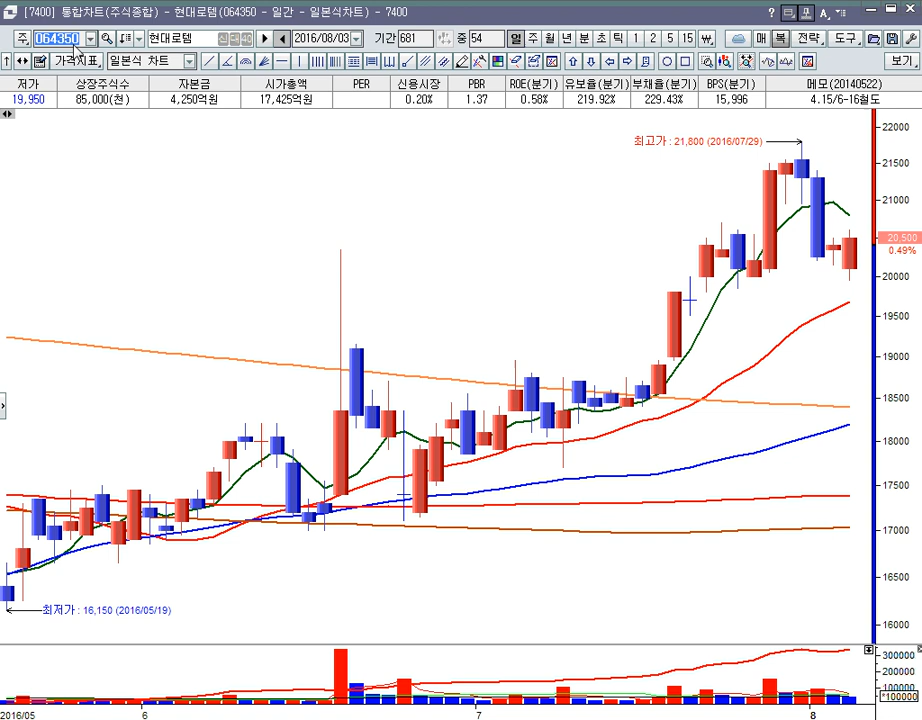 [7400] 통합차트(주식종합) - 현대로템(064350 - 일간 - 일본식차트) - 7400
주 064350 현대로템 신 대 40 2016/08/03 기간 681 중 54 일 주 월 년 분 초 틱 1 2 5 15 매 복 전략 도구
가격지표 일본식 차트 보기
저가 상장주식수 자본금 시가총액 PER 신용시장 PBR ROE(분기) 유보율(분기) 부채율(분기) BPS(분기) 메모(20140522)
19,950 85,000(천) 4,250억원 17,425억원 0.20% 1.37 0.58% 219.92% 229.43% 15,996 4.15/6-16철도
22000
최고가 : 21,800 (2016/07/29)
21500
21000
20,500
0.49%
20000
19500
19000
18500
18000
17500
17000
16500
최저가 : 16,150 (2016/05/19)
16000
300000
200000
100000
*100000
2016/05 6 7 8